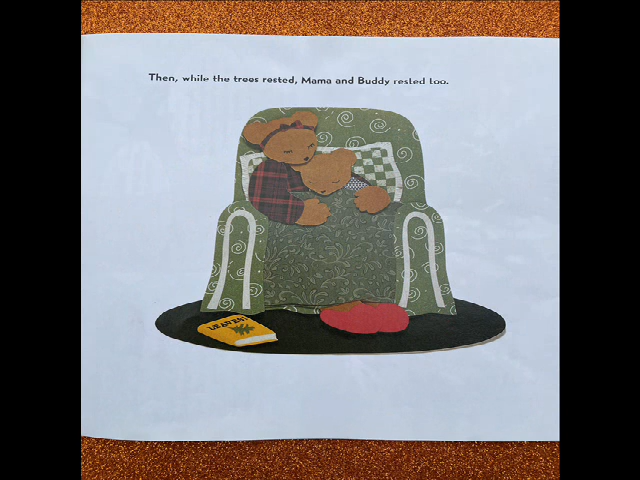 Then, while the trees rested, Mama and Buddy rested too.